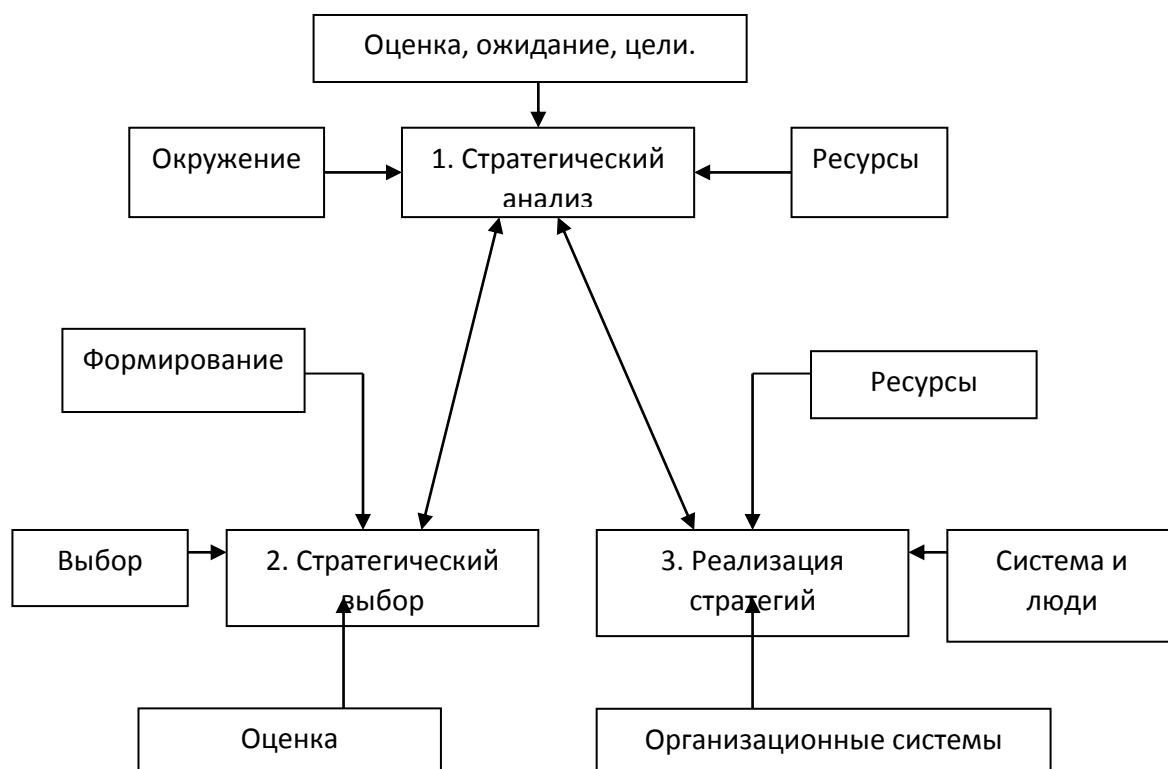 Оценка, ожидание, цели.
Окружение
1. Стратегический
анализ
Ресурсы
Формирование
Ресурсы
Выбор
2. Стратегический
выбор
3. Реализация
стратегий
Система и
люди
Оценка
Организационные системы